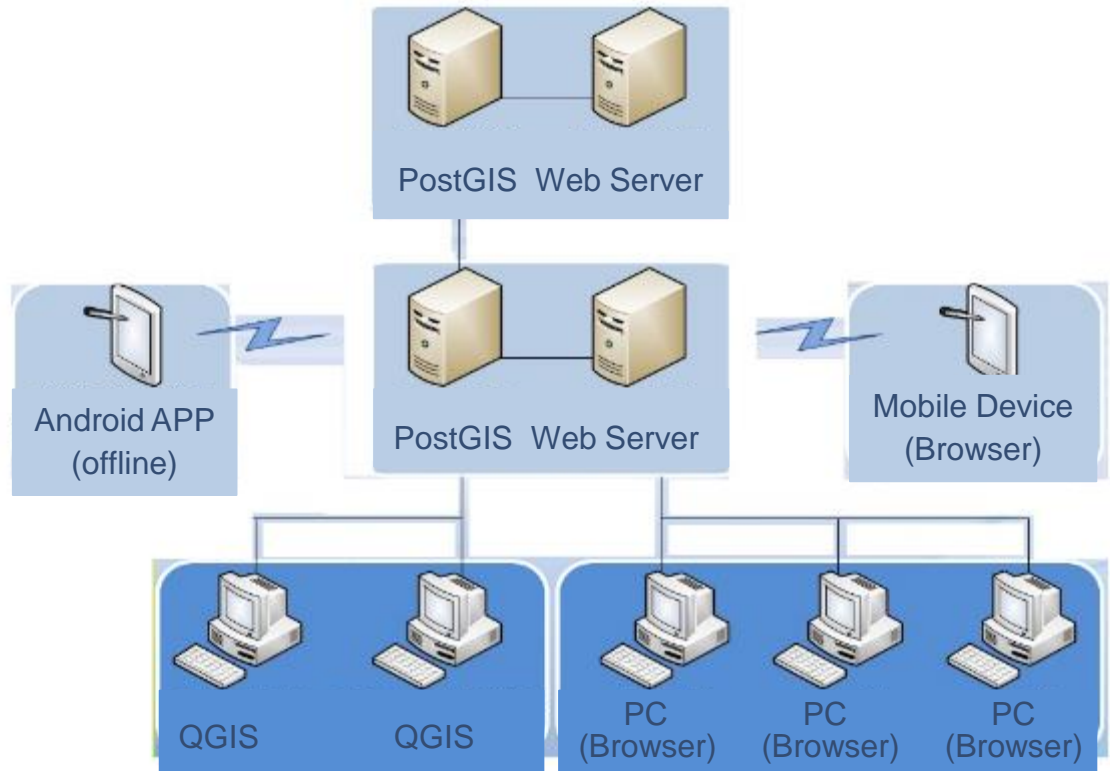 PostGIS Web Server
Android APP
(offline)
PostGIS Web Server
Mobile Device
(Browser)
QGIS
QGIS
PC
(Browser)
PC
(Browser)
PC
(Browser)